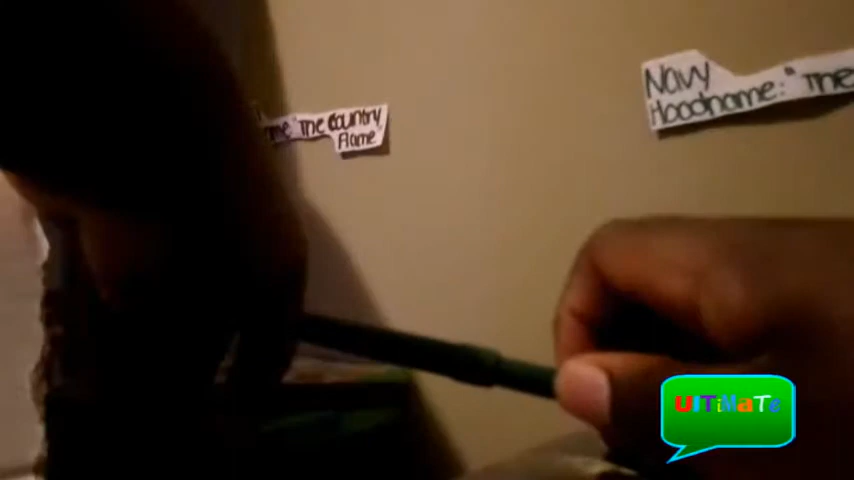 me "The Country
Flame"
Navy
Hoodname: "The
UlTiMaTe